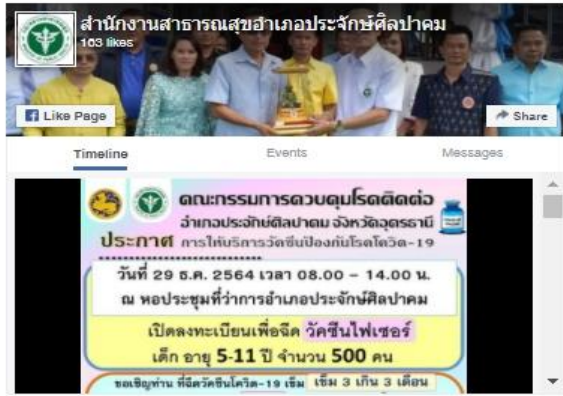 สำนักงานสาธารณสุขอำเภอประจักษ์ศิลปาคม
163 likes
Like Page
Share
Timeline
Events
Messages
คณะกรรมการควบคุมโรคติดต่อ
อำเภอประจักษ์ศิลปาคม จังหวัดอุดรธานี
ประกาศ การให้บริการวัคซีนป้องกันโรคโควิด-19
วันที่ 29 ธ.ค. 2564 เวลา 08.00 – 14.00 น.
ณ หอประชุมที่ว่าการอำเภอประจักษ์ศิลปาคม
เปิดลงทะเบียนเพื่อฉีด วัคซีนไฟเซอร์
เด็ก อายุ 5-11 ปี จำนวน 500 คน
ขอเชิญท่าน ที่ฉีดวัคซีนโควิด-19 เข็ม เข็ม 3 เกิน 3 เดือน